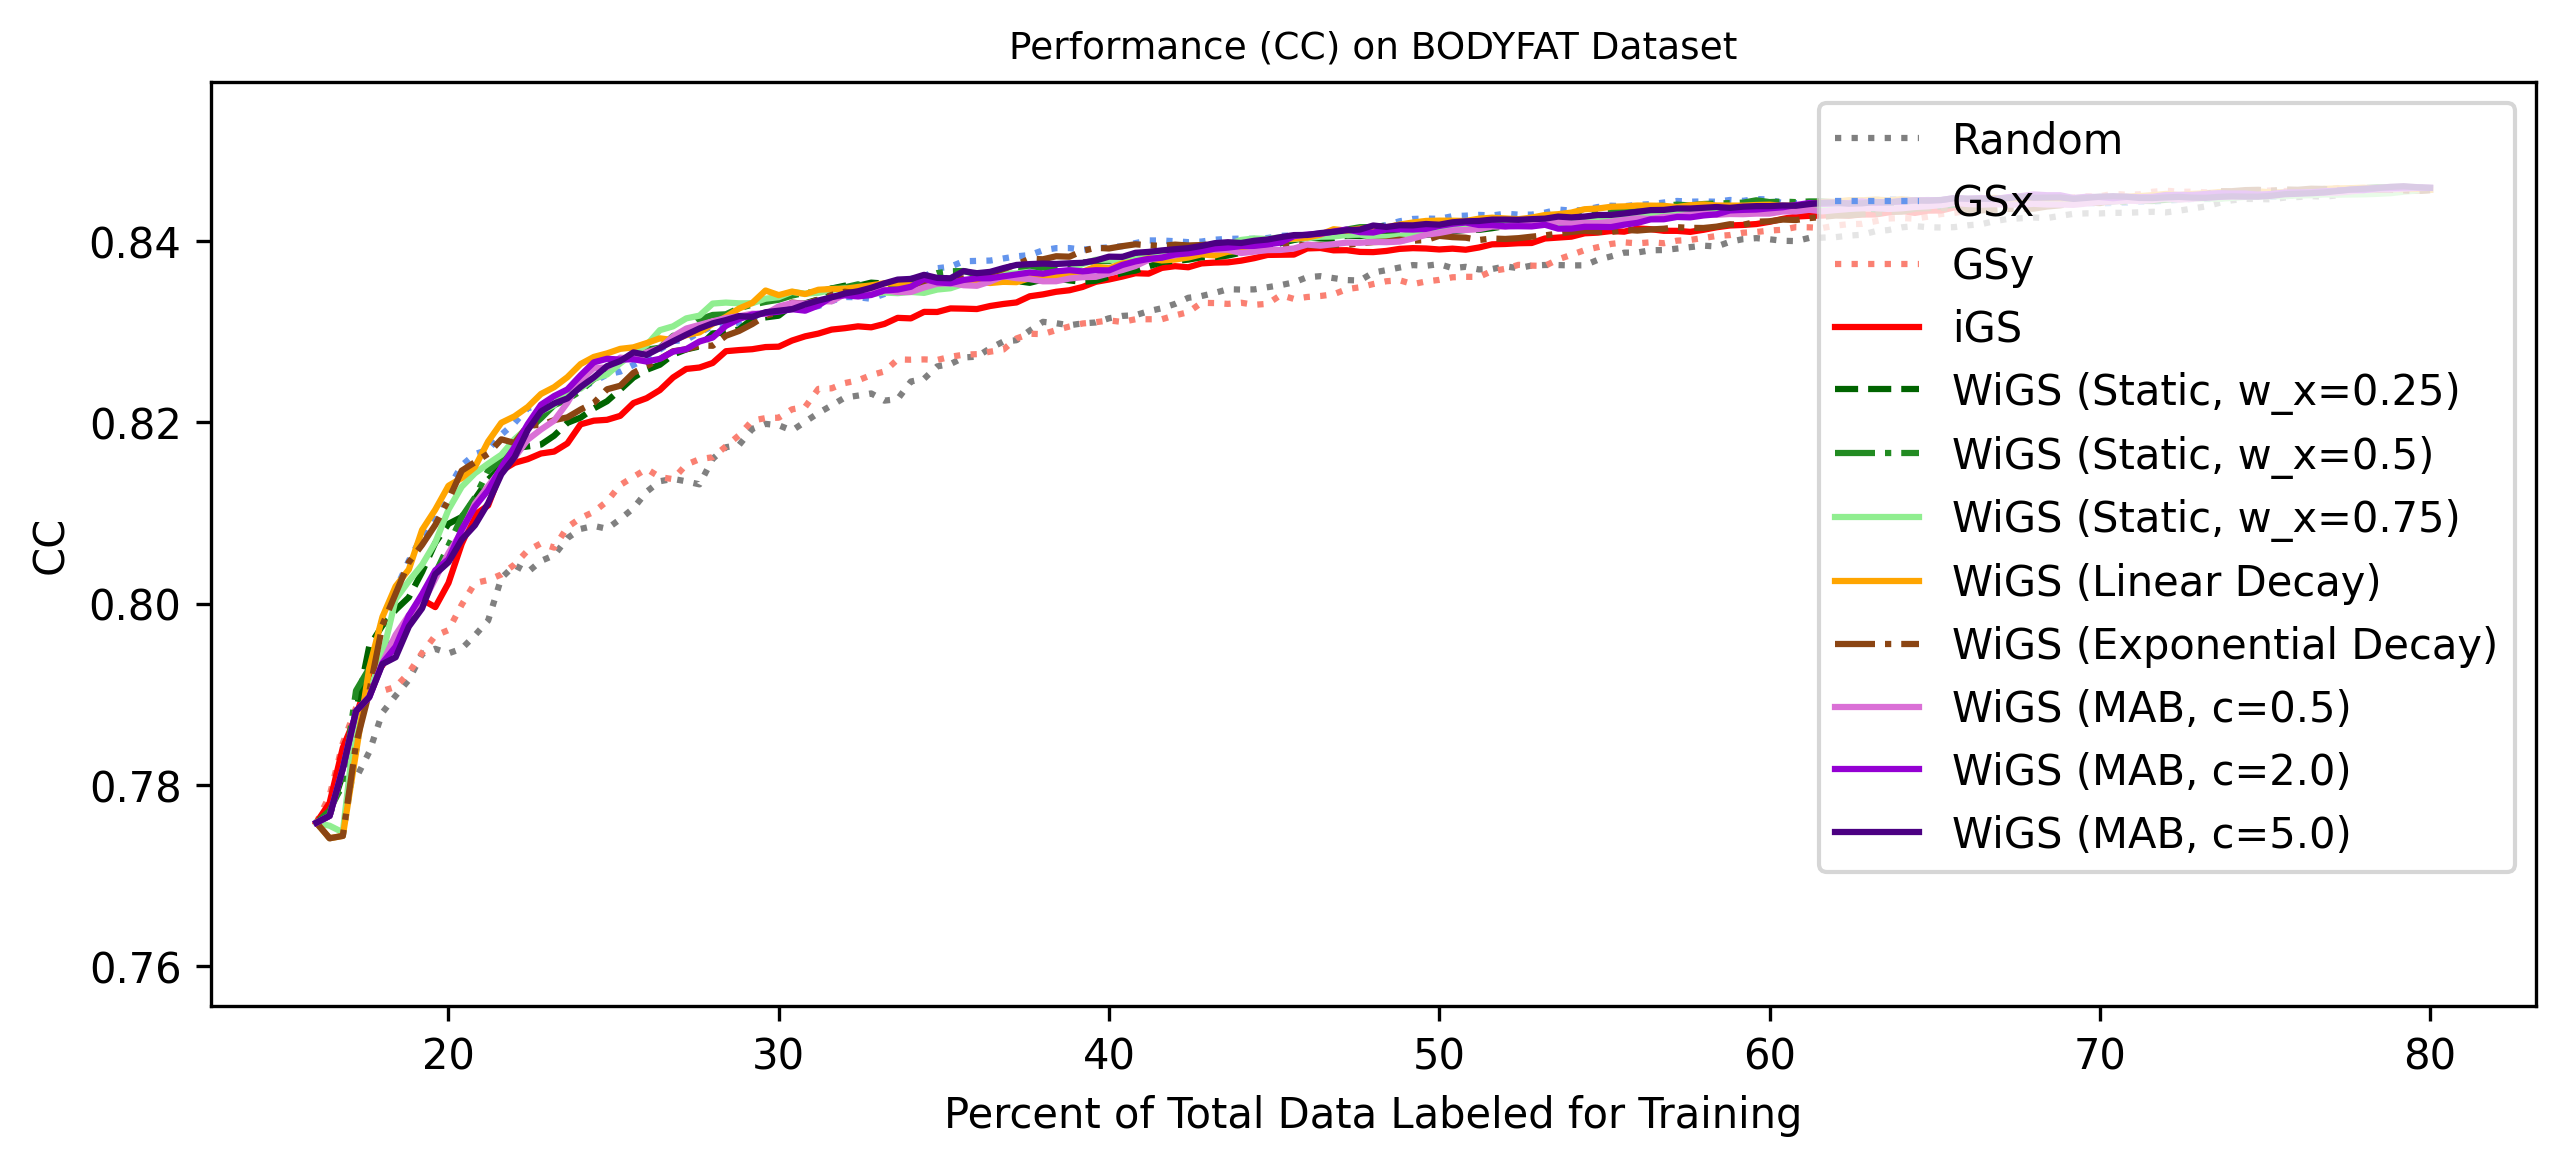 Performance (CC) on BODYFAT Dataset
CC
0.84
0.82
0.80
0.78
0.76
20 30 40 50 60 70 80
Percent of Total Data Labeled for Training
Random
GSx
GSy
iGS
WiGS (Static, w_x=0.25)
WiGS (Static, w_x=0.5)
WiGS (Static, w_x=0.75)
WiGS (Linear Decay)
WiGS (Exponential Decay)
WiGS (MAB, c=0.5)
WiGS (MAB, c=2.0)
WiGS (MAB, c=5.0)